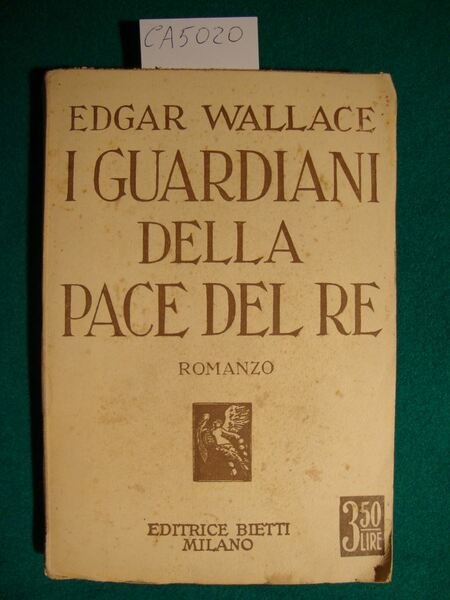 CA5020
EDGAR WALLACE
I GUARDIANI
DELLA
PACE DEL RE
ROMANZO
EDITRICE BIETTI
MILANO
3,50
LIRE